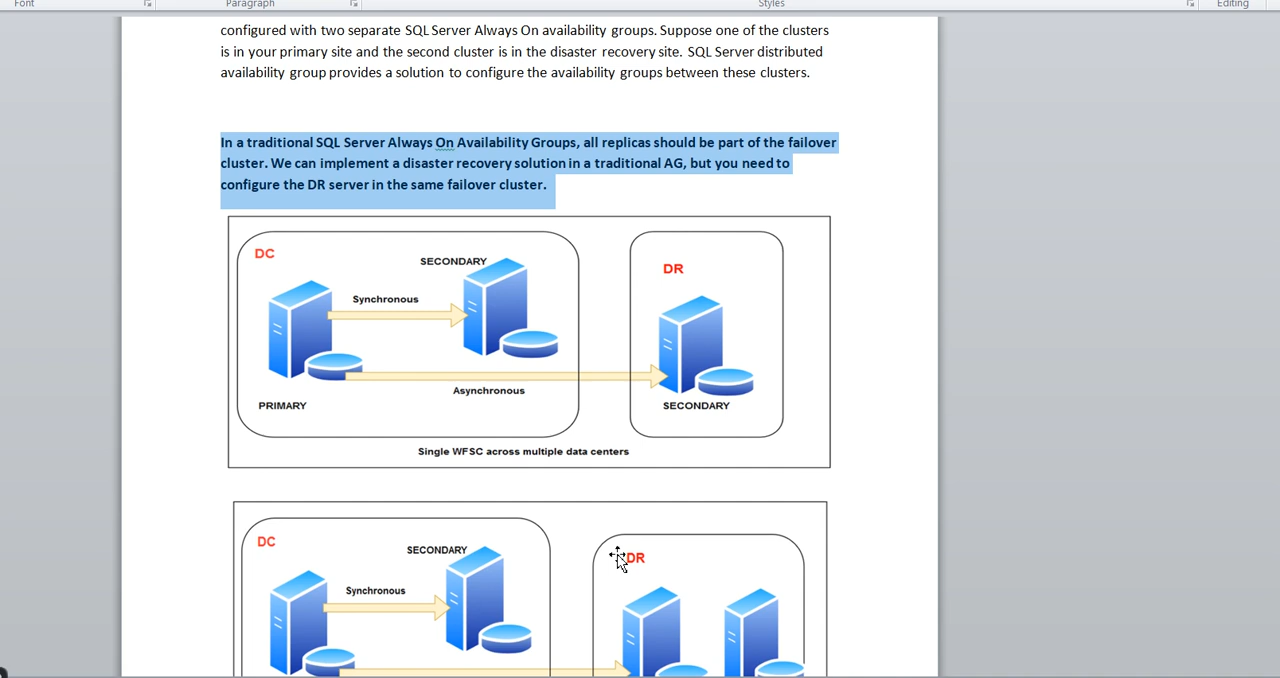 Font
Paragraph
Styles
Editing
configured with two separate SQL Server Always On availability groups. Suppose one of the clusters
is in your primary site and the second cluster is in the disaster recovery site. SQL Server distributed
availability group provides a solution to configure the availability groups between these clusters.
In a traditional SQL Server Always On Availability Groups, all replicas should be part of the failover
cluster. We can implement a disaster recovery solution in a traditional AG, but you need to
configure the DR server in the same failover cluster.
DC
SECONDARY
DR
Synchronous
Asynchronous
PRIMARY
SECONDARY
Single WFSC across multiple data centers
DC
SECONDARY
DR
Synchronous